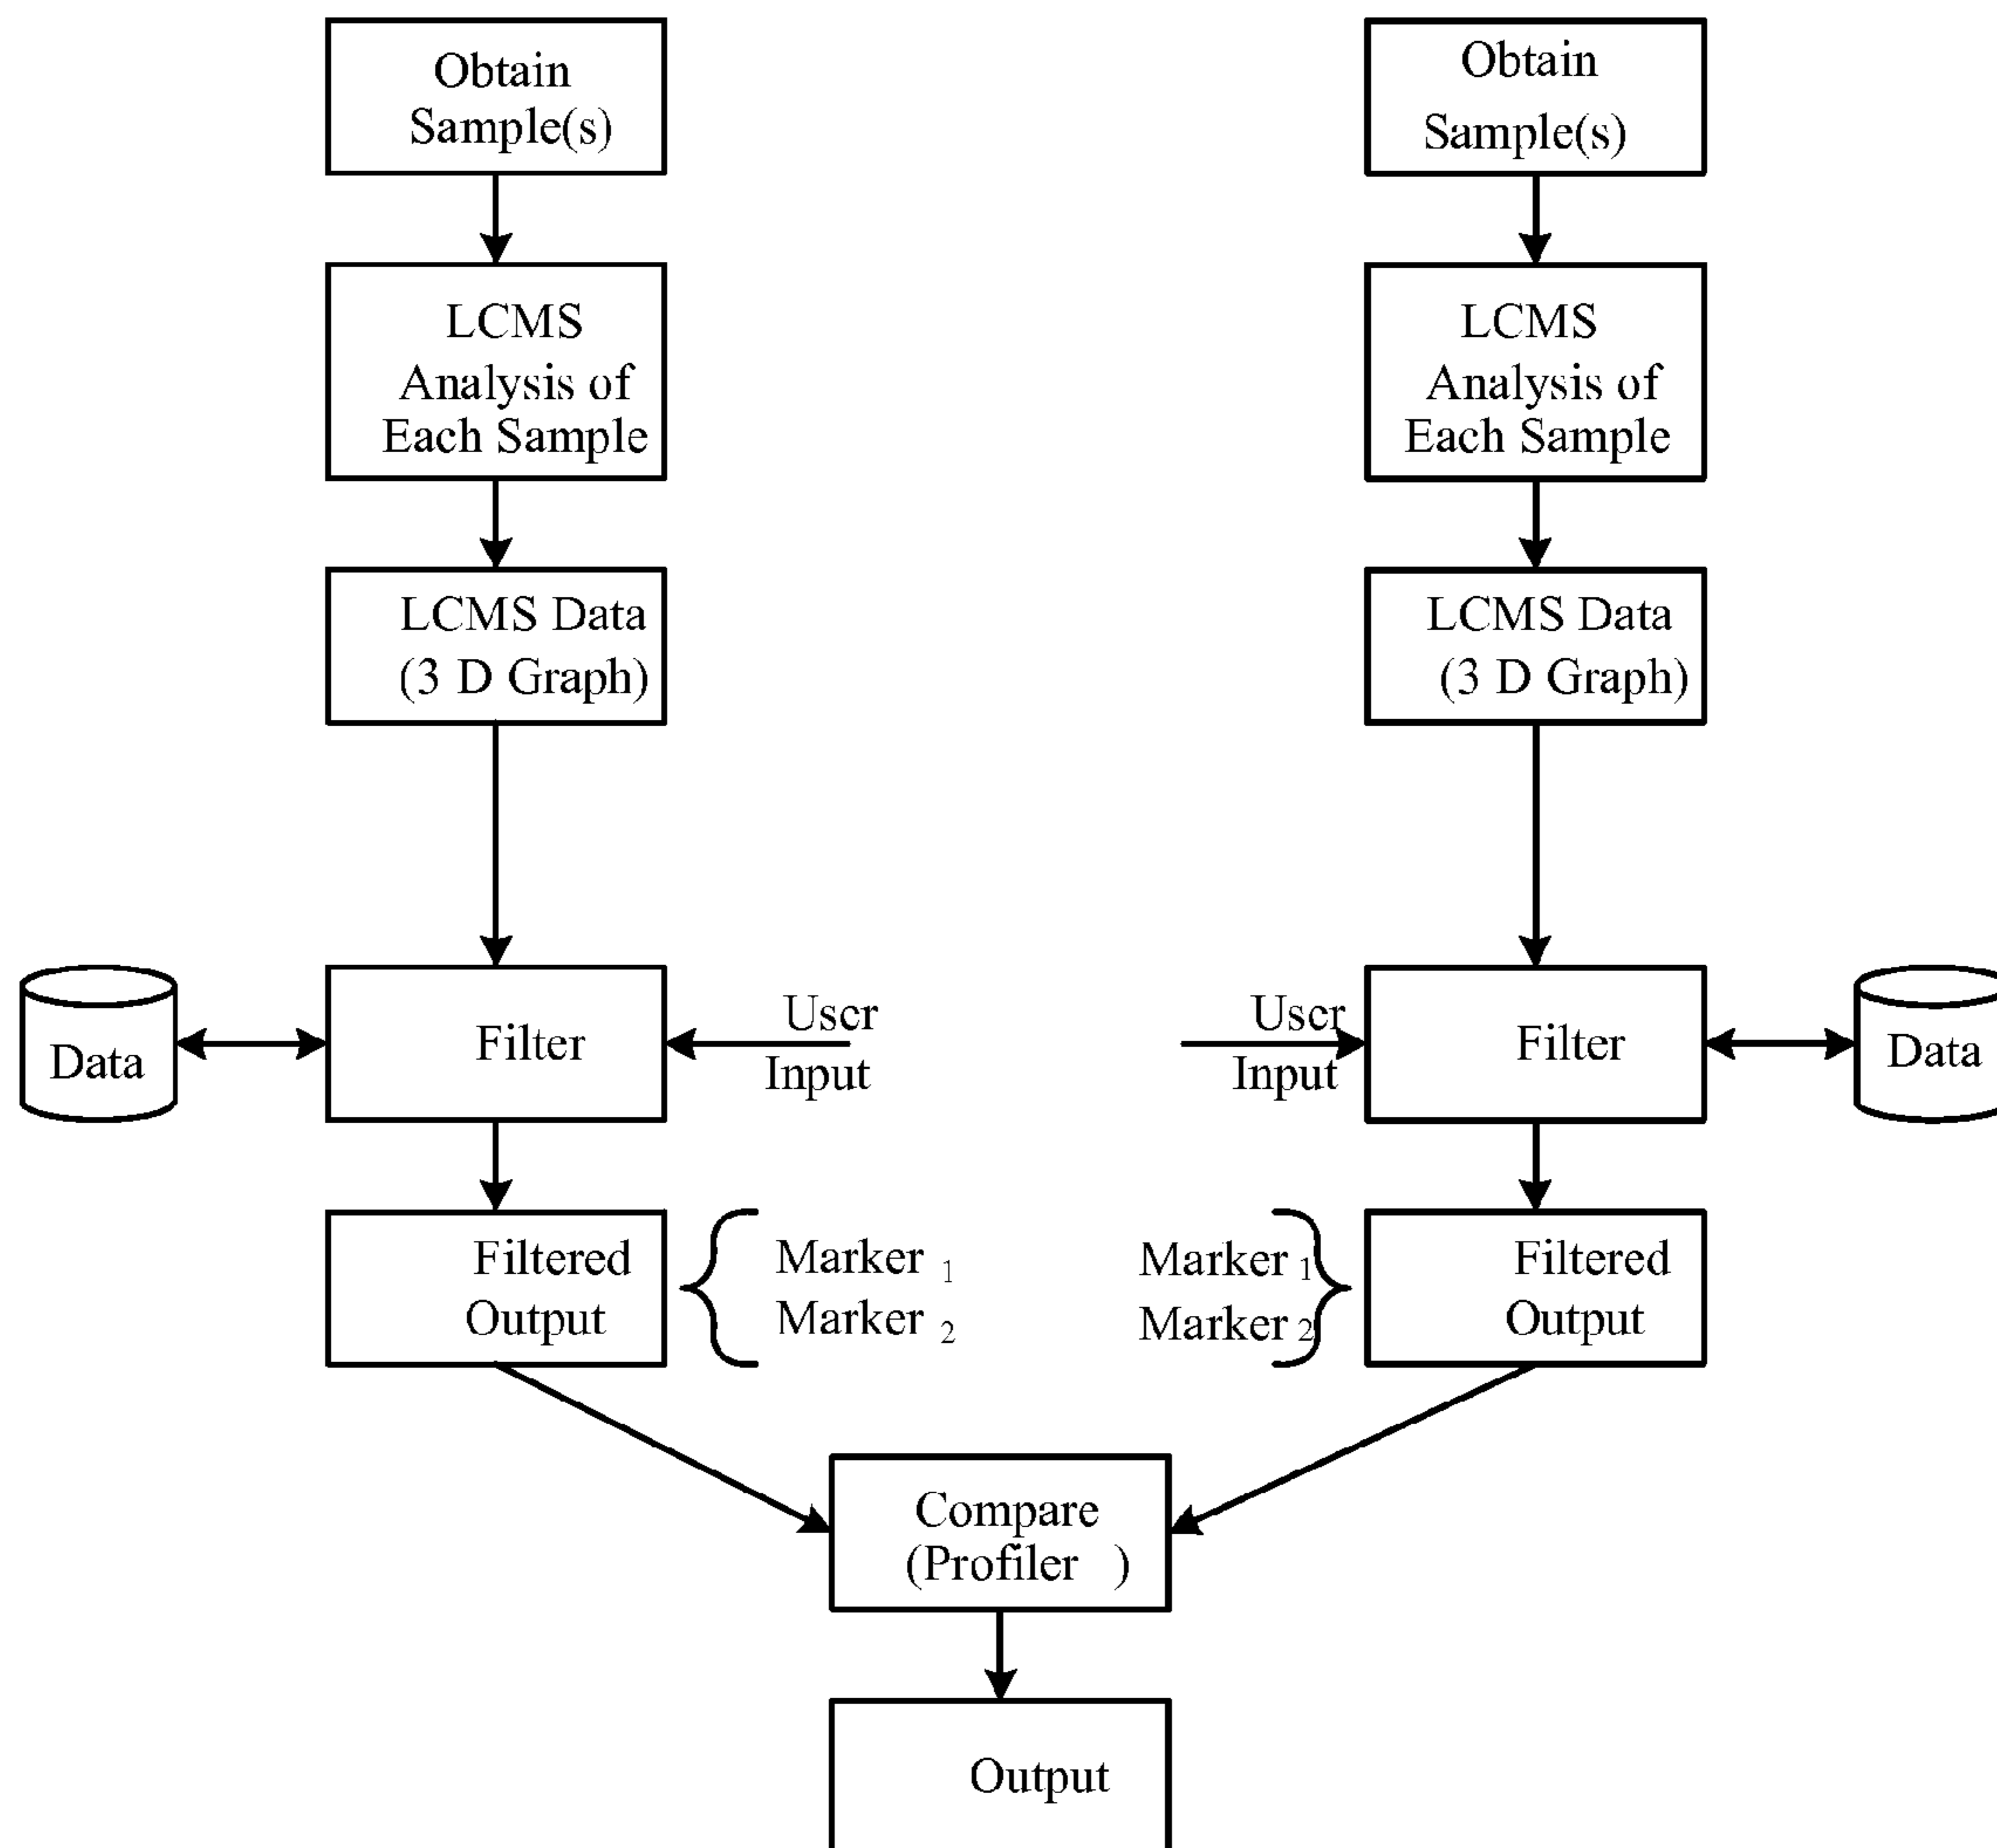 Obtain
Sample(s)
LCMS
Analysis of
Each Sample
LCMS Data
(3 D Graph)
Data
Filter
User
Input
Filtered
Output
Marker 1
Marker 2
Obtain
Sample(s)
LCMS
Analysis of
Each Sample
LCMS Data
(3 D Graph)
User
Input
Filter
Data
Marker 1
Marker 2
Filtered
Output
Compare
(Profiler )
Output